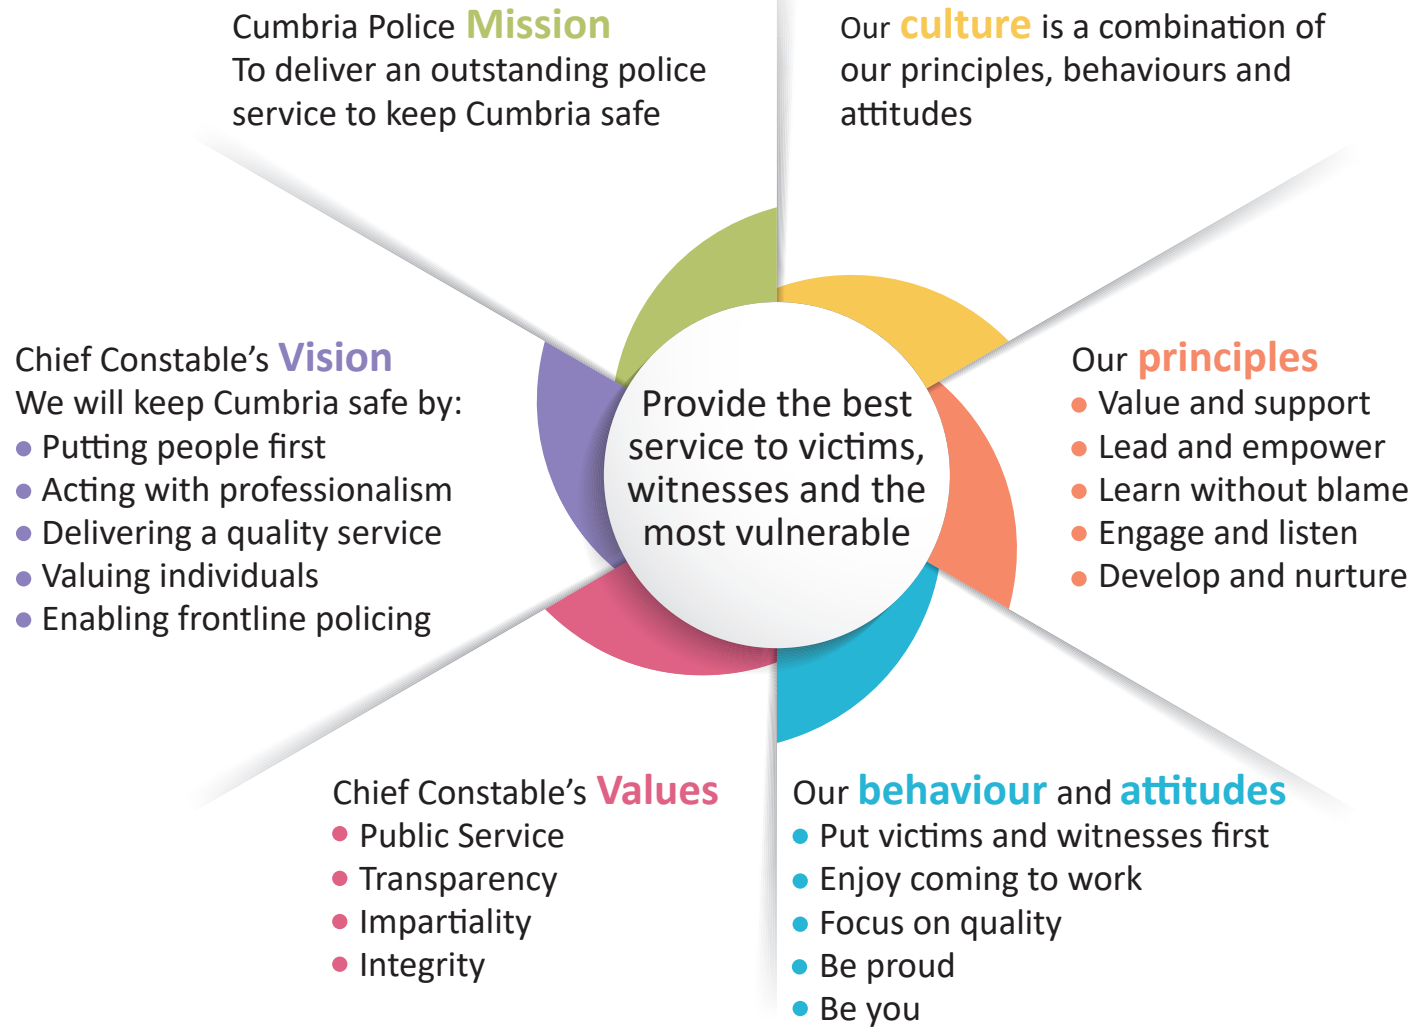 Cumbria Police Mission
To deliver an outstanding police
service to keep Cumbria safe
Our culture is a combination of
our principles, behaviours and
attitudes
Chief Constable's Vision
We will keep Cumbria safe by:
• Putting people first
• Acting with professionalism
• Delivering a quality service
• Valuing individuals
• Enabling frontline policing
Provide the best
service to victims,
witnesses and the
most vulnerable
Our principles
• Value and support
• Lead and empower
• Learn without blame
• Engage and listen
• Develop and nurture
Chief Constable's Values
• Public Service
• Transparency
• Impartiality
• Integrity
Our behaviour and attitudes
• Put victims and witnesses first
• Enjoy coming to work
• Focus on quality
• Be proud
• Be you